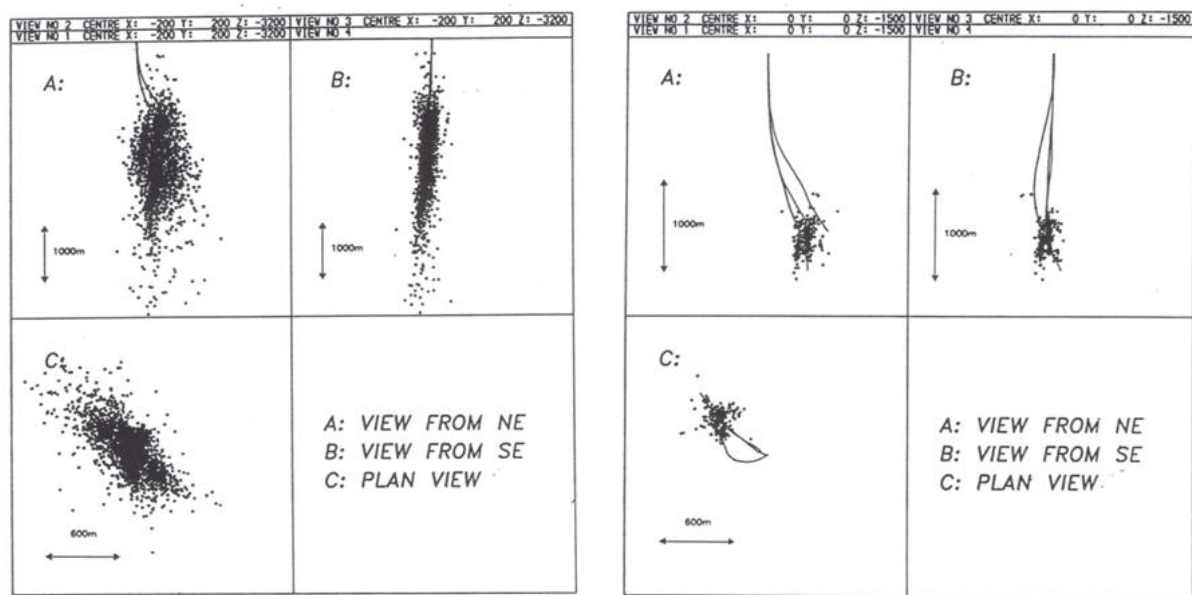 VIEW NO 2 CENTRE X: -200 Y: 200 Z: -3200
VIEW NO 3 CENTRE X: -200 Y: 200 Z: -3200
VIEW NO 1 CENTRE X: -200 Y: 200 Z: -3200
VIEW NO 4
A:
B:
1000m
1000m
C:
600m
A: VIEW FROM NE
B: VIEW FROM SE
C: PLAN VIEW
VIEW NO 2 CENTRE X: 0 Y: 0 Z: -1500
VIEW NO 3 CENTRE X: 0 Y: 0 Z: -1500
VIEW NO 1 CENTRE X: 0 Y: 0 Z: -1500
VIEW NO 4
A:
B:
1000m
1000m
C:
600m
A: VIEW FROM NE
B: VIEW FROM SE
C: PLAN VIEW